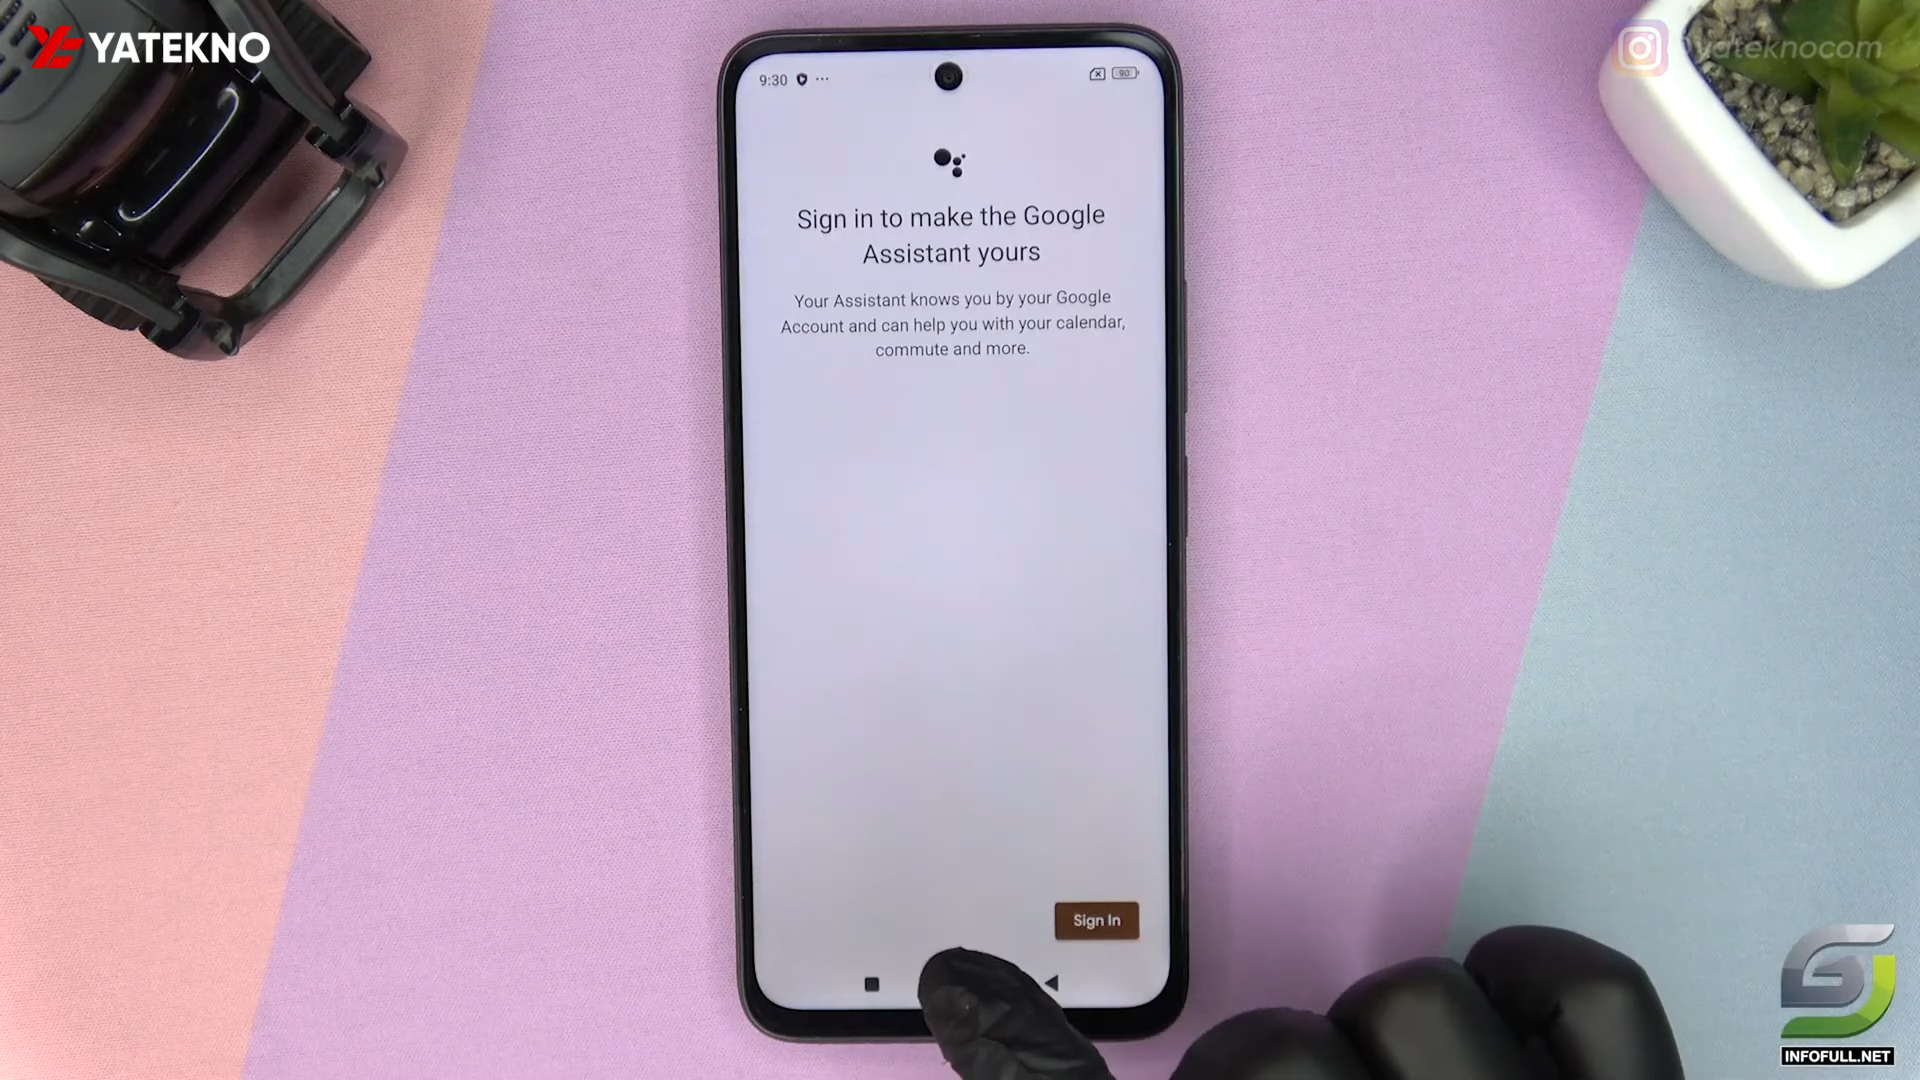 YATEKNO
@yateknocom
9:30
90
Sign in to make the Google
Assistant yours
Your Assistant knows you by your Google
Account and can help you with your calendar,
commute and more.
Sign In
INFOFULL.NET